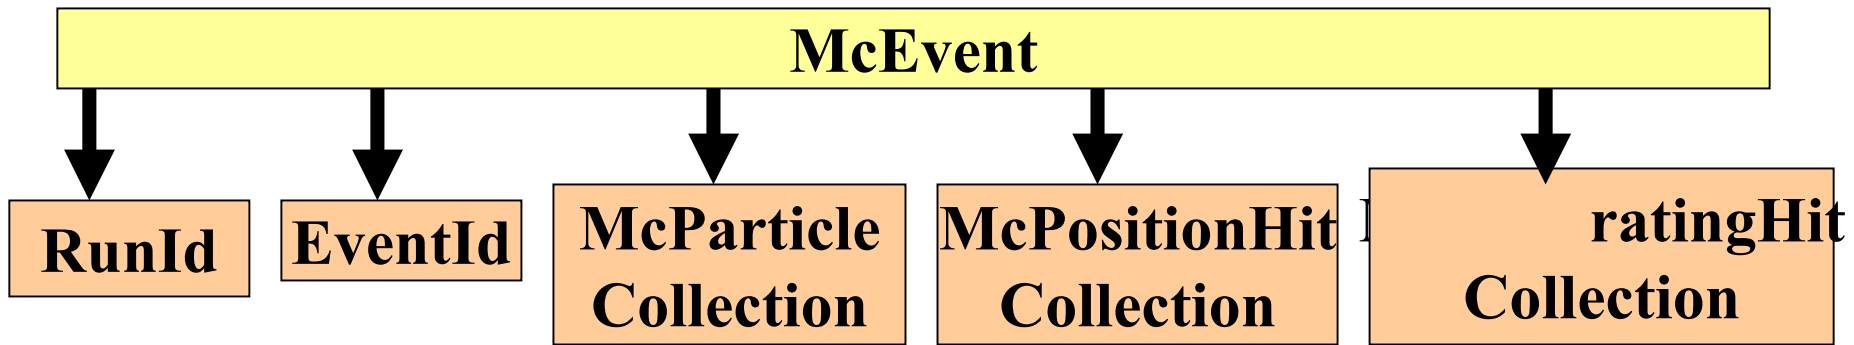 McEvent
RunId
EventId
McParticle
Collection
McPositionHit
Collection
ratingHit
Collection